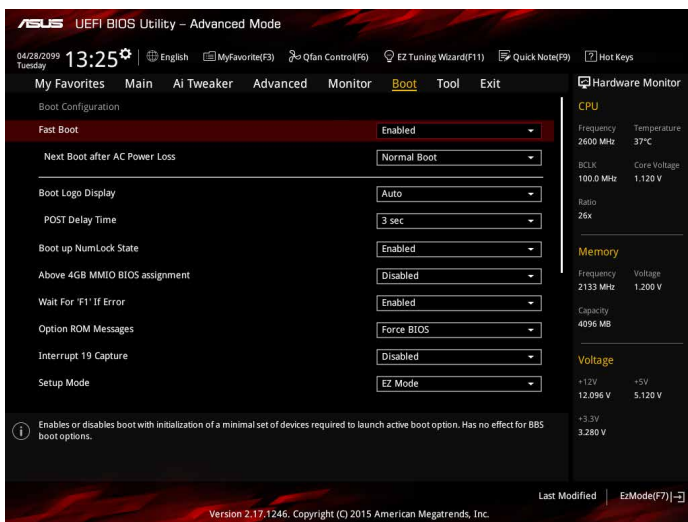 ASUS UEFI BIOS Utility – Advanced Mode
04/28/2099 Tuesday 13:25 English MyFavorite(F3) Qfan Control(F6) EZ Tuning Wizard(F11) Quick Note(F9) ? Hot Keys
My Favorites Main Ai Tweaker Advanced Monitor Boot Tool Exit
Boot Configuration
Fast Boot Enabled
Next Boot after AC Power Loss Normal Boot
Boot Logo Display Auto
POST Delay Time 3 sec
Boot up NumLock State Enabled
Above 4GB MMIO BIOS assignment Disabled
Wait For 'F1' If Error Enabled
Option ROM Messages Force BIOS
Interrupt 19 Capture Disabled
Setup Mode EZ Mode
Enables or disables boot with initialization of a minimal set of devices required to launch active boot option. Has no effect for BBS
boot options.
Hardware Monitor
CPU
Frequency Temperature
2600 MHz 37°C
BCLK Core Voltage
100.0 MHz 1.120 V
Ratio
26x
Memory
Frequency Voltage
2133 MHz 1.200 V
Capacity
4096 MB
Voltage
+12V +5V
12.096 V 5.120 V
+3.3V
3.280 V
Last Modified EzMode(F7)
Version 2.17.1246. Copyright (C) 2015 American Megatrends, Inc.